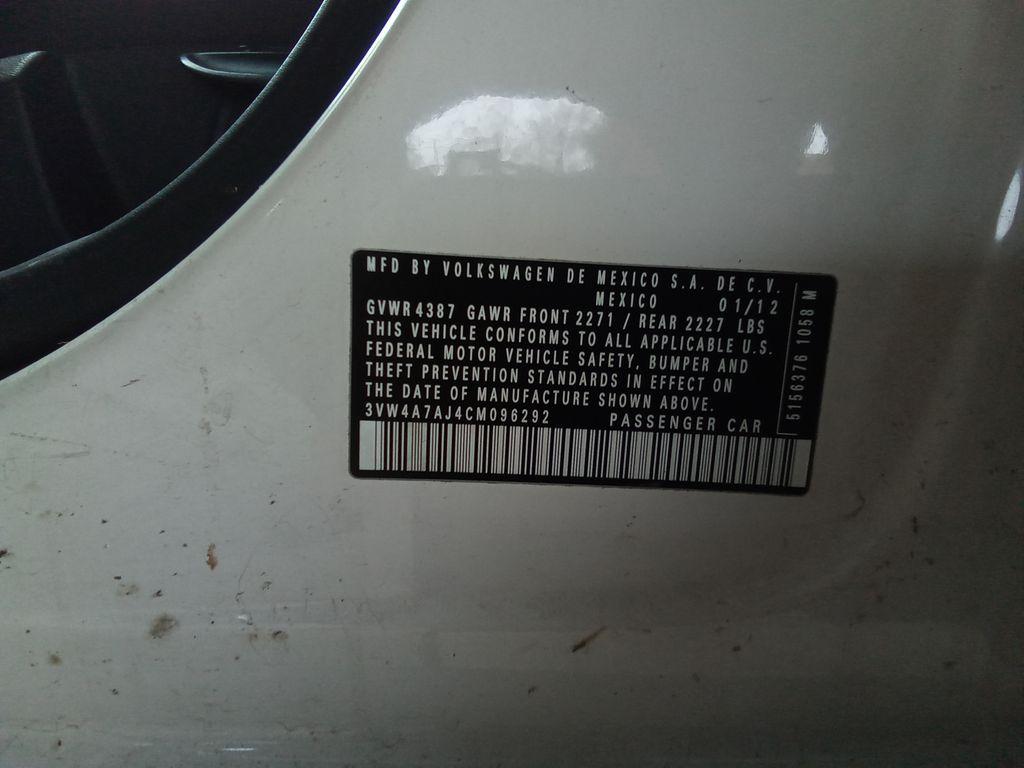 MFD BY VOLKSWAGEN DE MEXICO S.A. DE C.V.
MEXICO 01/12
GVWR 4387 GAWR FRONT 2271 / REAR 2227 LBS
THIS VEHICLE CONFORMS TO ALL APPLICABLE U.S.
FEDERAL MOTOR VEHICLE SAFETY, BUMPER AND
THEFT PREVENTION STANDARDS IN EFFECT ON
THE DATE OF MANUFACTURE SHOWN ABOVE.
3VW4A7AJ4CM096292 PASSENGER CAR
5156376 1058 M